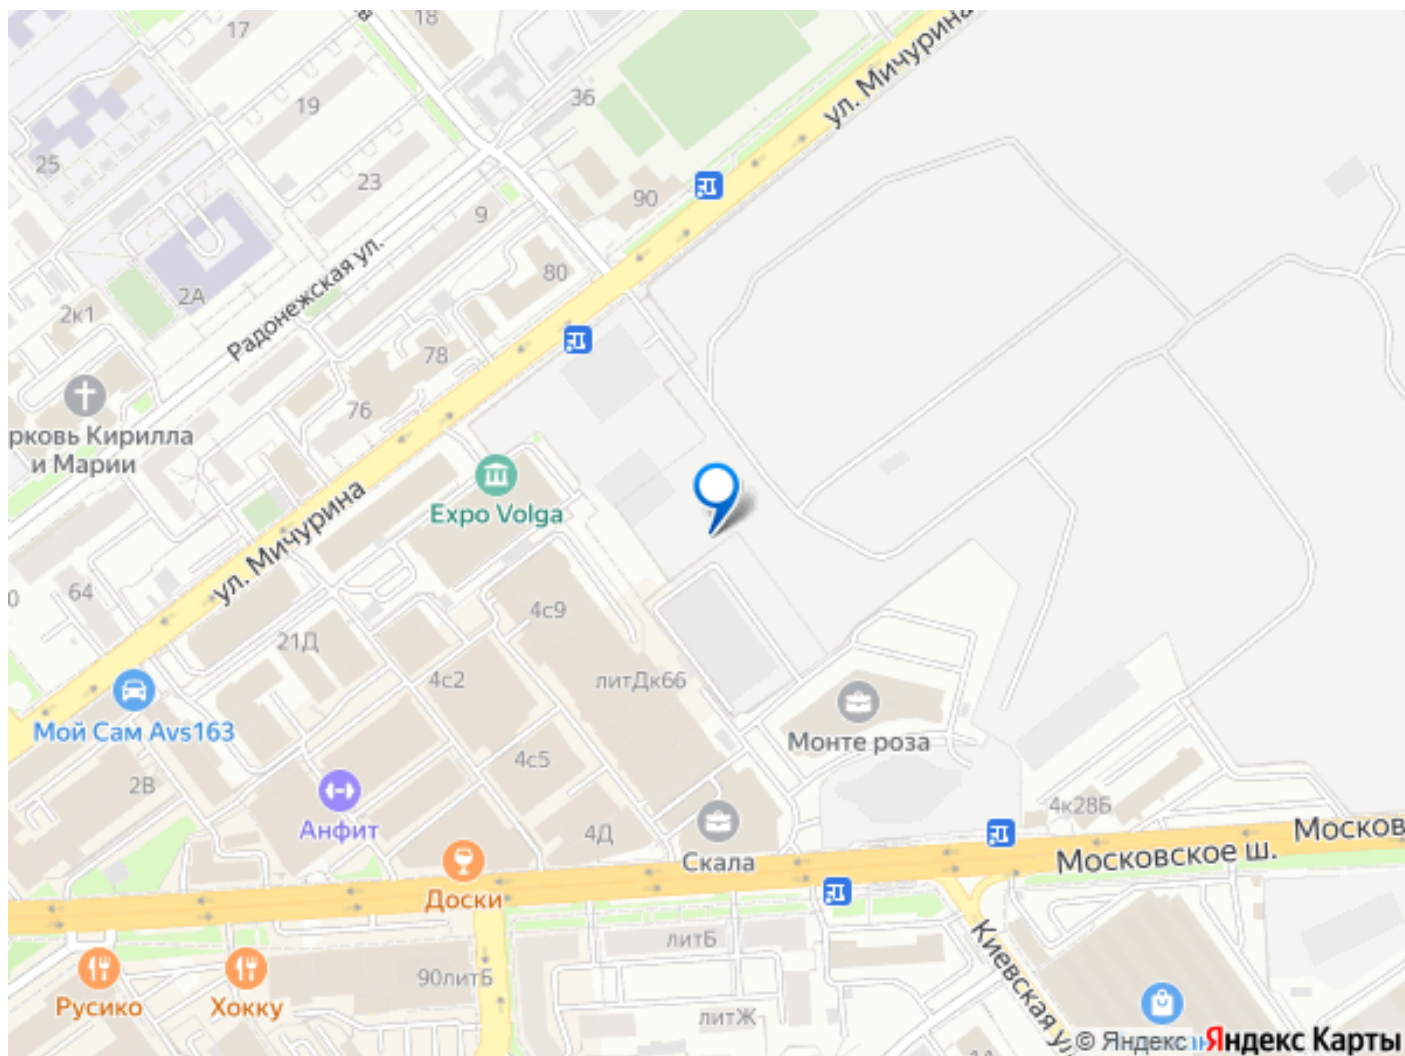 17
18
ул. Мичурина
36
19
25
23
90
9
80
2А
Радонежская ул.
2к1
78
76
рковь Кирилла
и Марии
Expo Volga
ул. Мичурина
64
0
4с9
21Д
4с2
литДк66
Мой Сам Avs163
Монте роза
4с5
2В
4к28Б
Анфит
4Д
Москов
Скала
Московское ш.
Доски
литБ
Киевская ул
90литБ
Русико
Хокку
литЖ
© Яндекс
Яндекс Карты